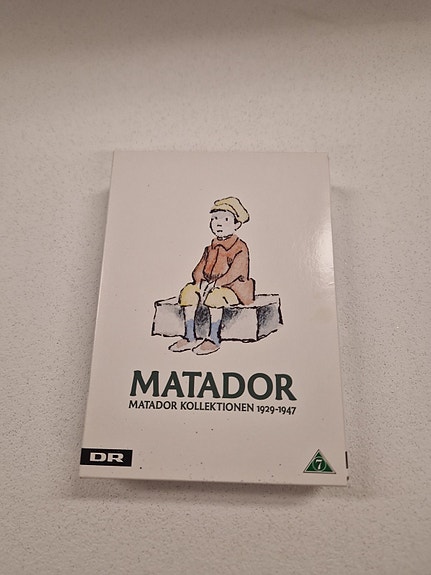 MATADOR
MATADOR KOLLEKTIONEN 1929-1947
DR
7